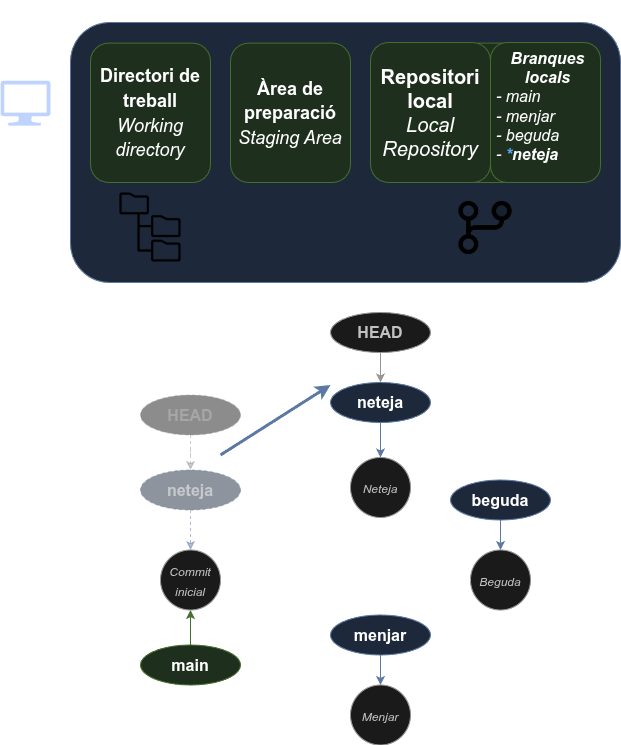 Directori de
treball
Working
directory
Àrea de
preparació
Staging Area
Repositori
local
Local
Repository
Branques
locals
- main
- menjar
- beguda
- *neteja
HEAD
neteja
Neteja
HEAD
neteja
Commit
inicial
main
beguda
Beguda
menjar
Menjar